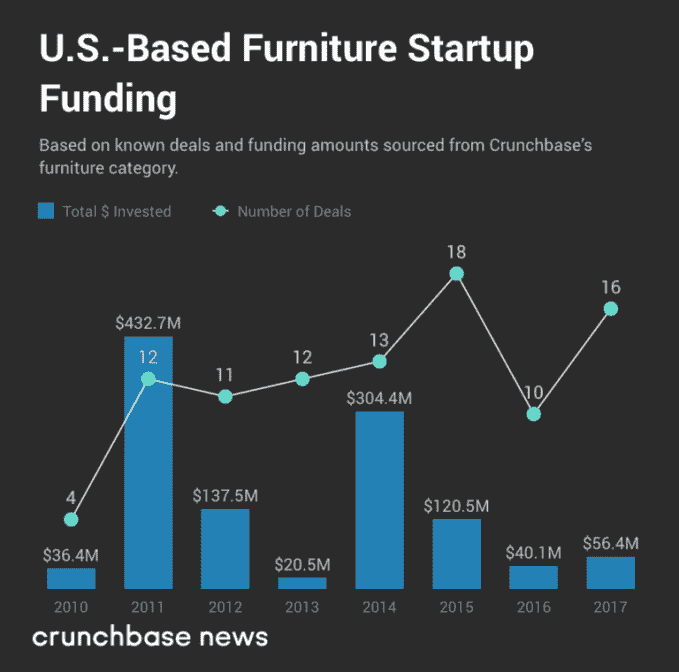 U.S.-Based Furniture Startup
Funding
Based on known deals and funding amounts sourced from Crunchbase's
furniture category.
Total $ Invested
Number of Deals
18
16
$432.7M
12
11
12
13
10
$304.4M
4
$137.5M
$120.5M
$36.4M
$20.5M
$40.1M
$56.4M
2010 2011 2012 2013 2014 2015 2016 2017
crunchbase news